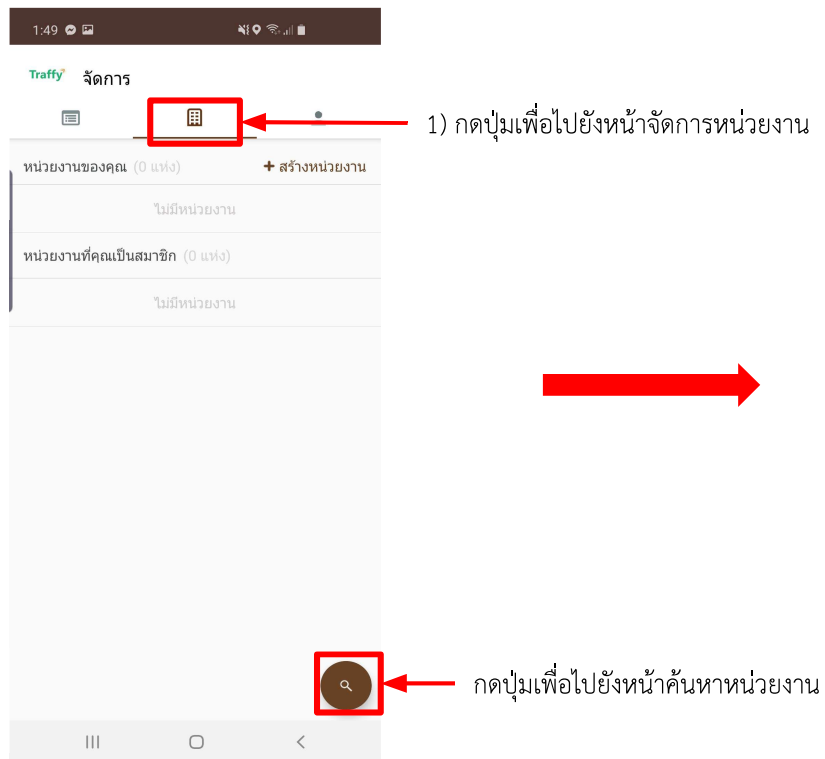 1:49
Traffy จัดการ
1) กดปุ่มเพื่อไปยังหน้าจัดการหน่วยงาน
หน่วยงานของคุณ (0 แห่ง) + สร้างหน่วยงาน
ไม่มีหน่วยงาน
หน่วยงานที่คุณเป็นสมาชิก (0 แห่ง)
ไม่มีหน่วยงาน
กดปุ่มเพื่อไปยังหน้าค้นหาหน่วยงาน